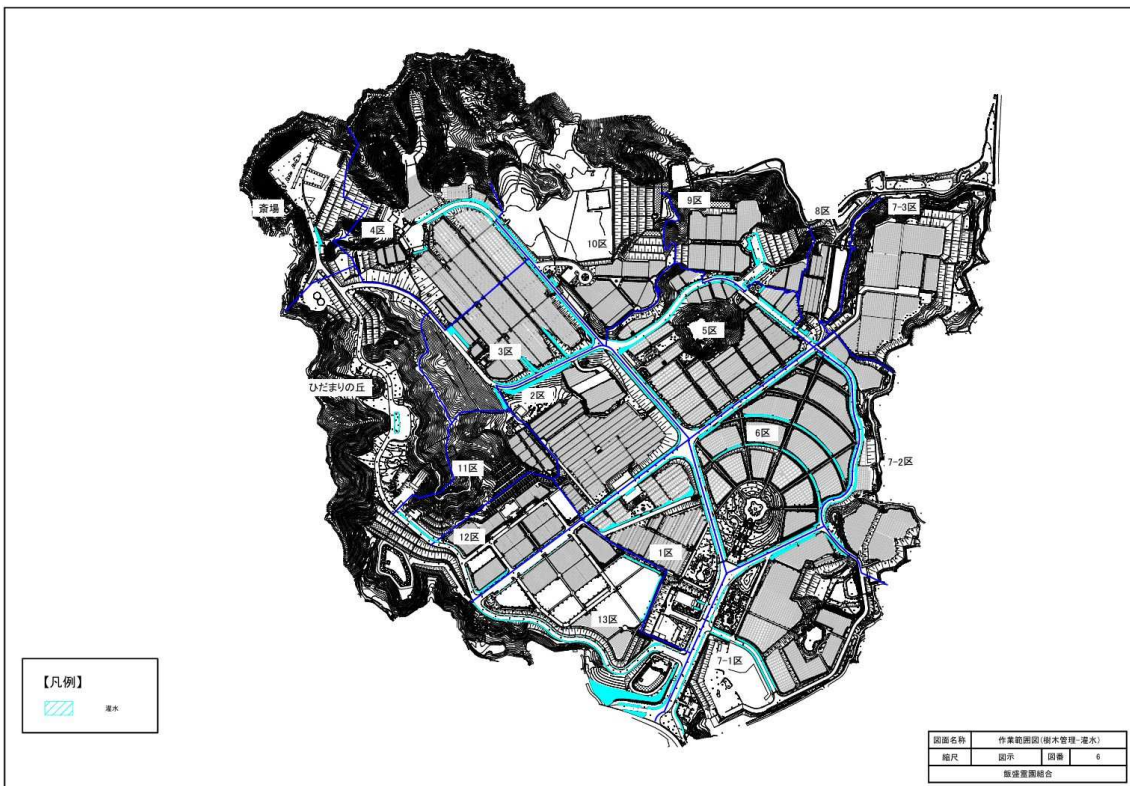 斎場
4区
9区
8区
7-3区
10区
5区
3区
ひだまりの丘
2区
6区
7-2区
11区
12区
1区
13区
7-1区
【凡例】
灌水
図面名称 作業範囲図(樹木管理-灌水)
縮尺 図示 図番 6
飯盛霊園組合